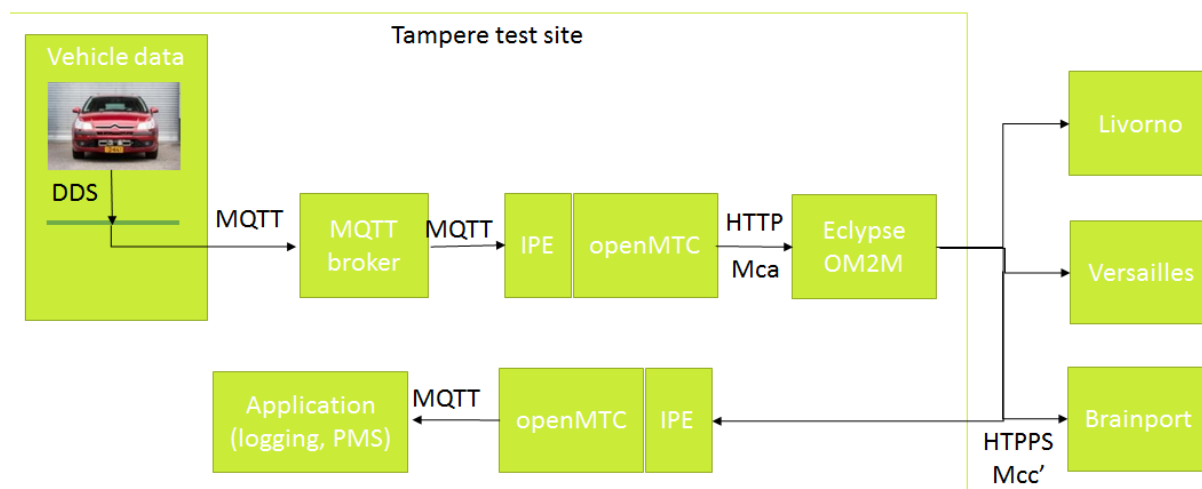 Tampere test site
Vehicle data
DDS
MQTT
MQTT
broker
MQTT
IPE
openMTC
HTTP
Mca
Eclypse
OM2M
Livorno
Versailles
Brainport
HTPPS
Mcc’
Application
(logging, PMS)
MQTT
openMTC
IPE